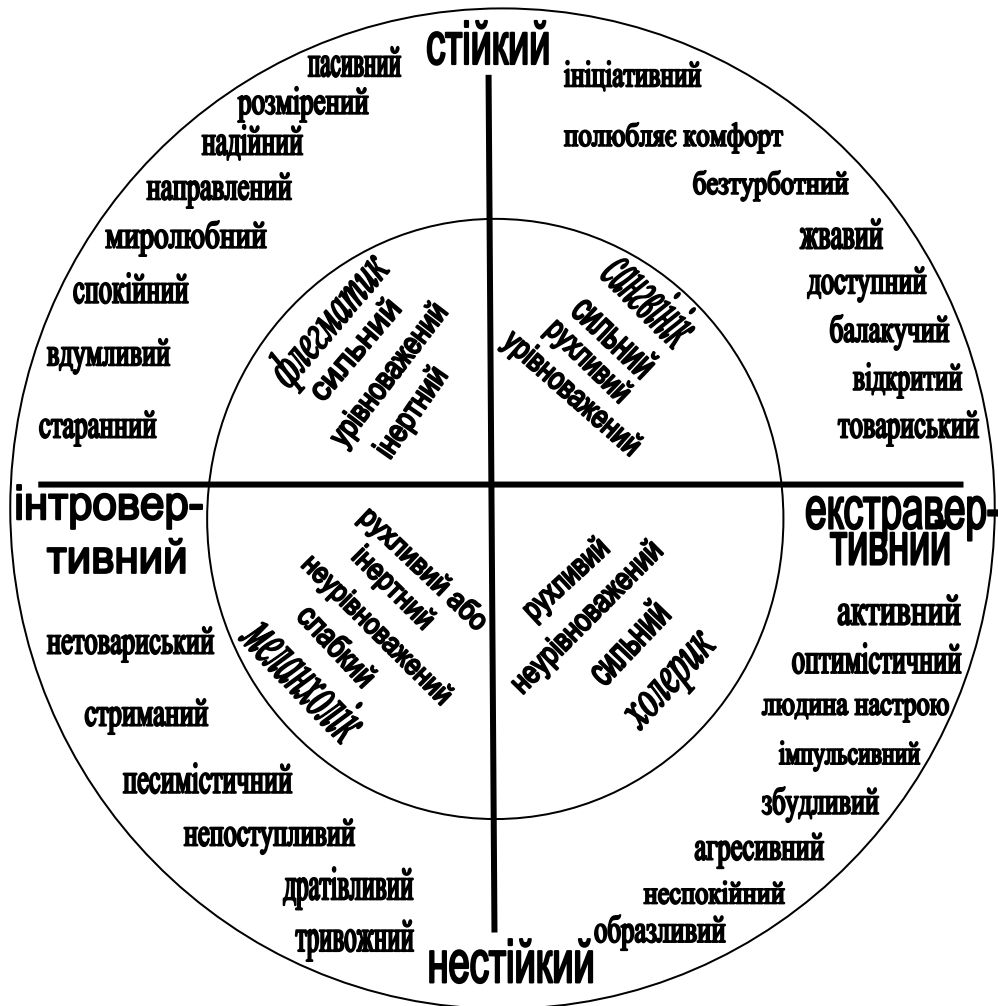 стійкий
пасивний
розмірений
надійний
направлений
миролюбний
спокійний
вдумливий
старанний
ініціативний
полюбляє комфорт
безтурботний
жвавий
доступний
балакучий
відкритий
товариський
флегматик
сильний
урівноважений
інертний
сангвінік
сильний
рухливий
урівноважений
інтровер-
тивний
екстравер-
тивний
рухливий або
інертний
неурівноважений
слабкий
меланхолік
рухливий
неурівноважений
сильний
холерик
нетовариський
стриманий
песимістичний
непоступливий
дратівливий
тривожний
активний
оптимістичний
людина настрою
імпульсивний
збудливий
агресивний
неспокійний
образливий
нестійкий